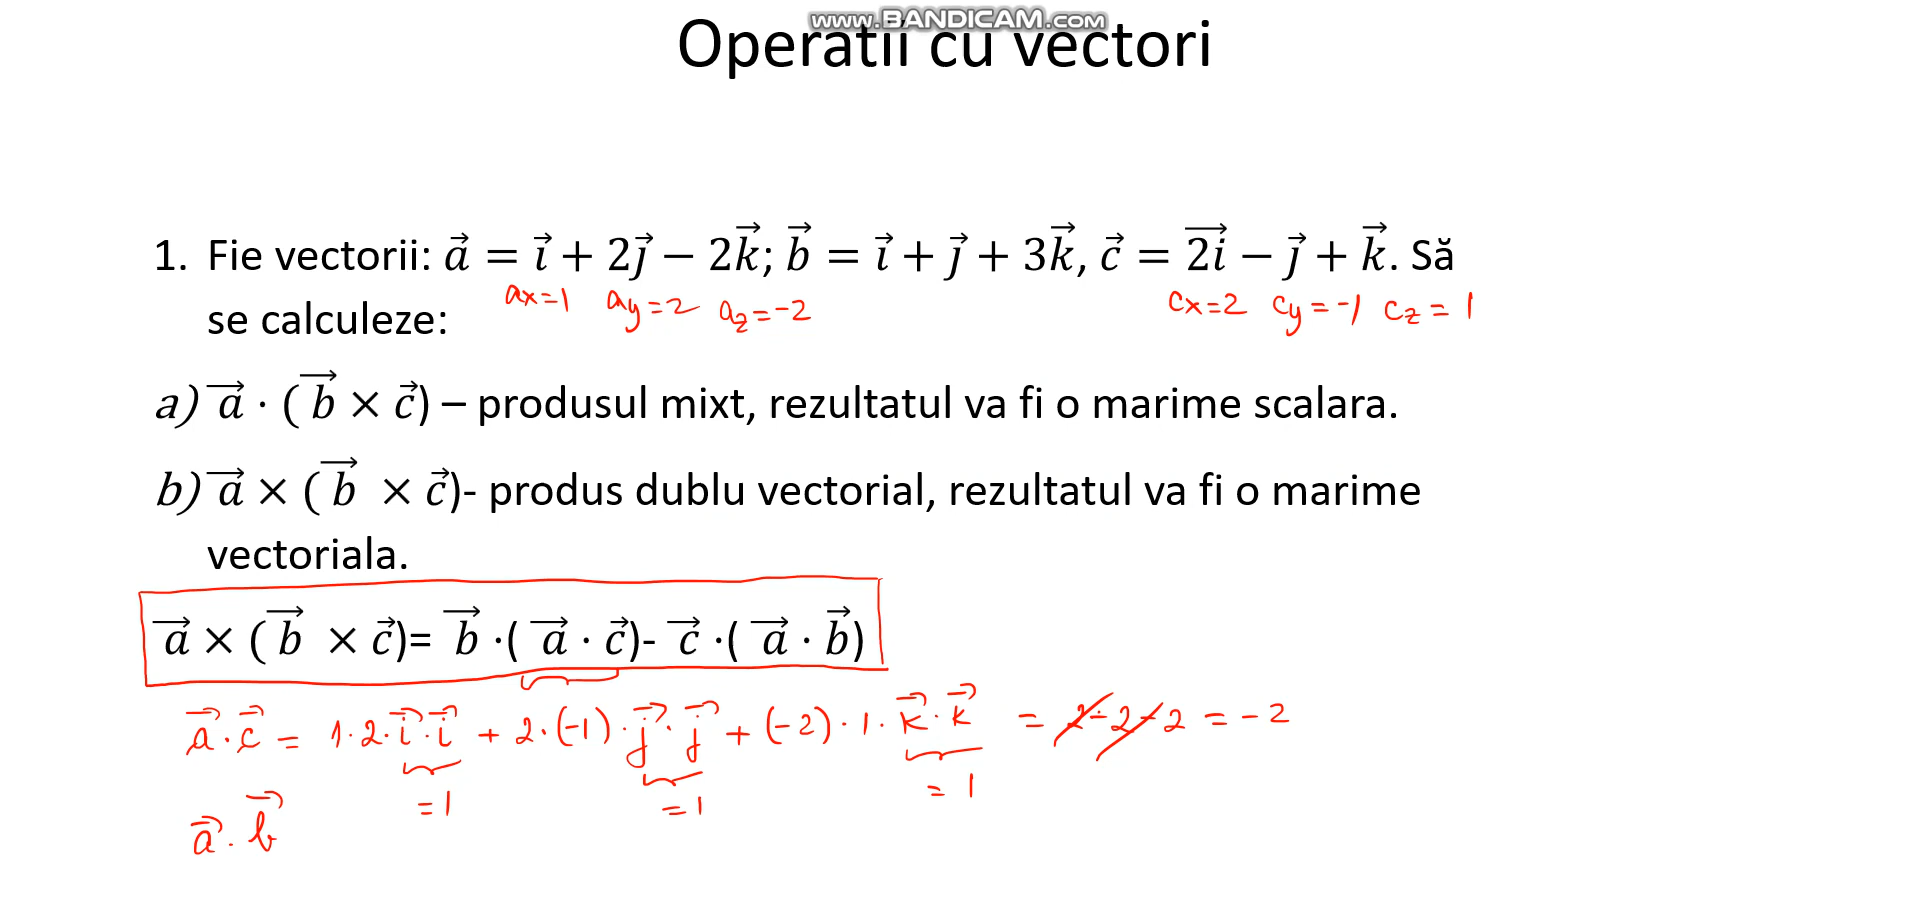 www.BANDICAM.com
Operatii cu vectori
1. Fie vectorii: a⃗ = i⃗ + 2j⃗ − 2k⃗; b⃗ = i⃗ + j⃗ + 3k⃗, c⃗ = 2i⃗ − j⃗ + k⃗. Să
ax=1 ay=2 az=-2 cx=2 cy=-1 cz=1
se calculeze:
a) a⃗ · (b⃗ × c⃗) – produsul mixt, rezultatul va fi o marime scalara.
b) a⃗ × (b⃗ × c⃗)- produs dublu vectorial, rezultatul va fi o marime
vectoriala.
a⃗ × (b⃗ × c⃗)= b⃗ ·( a⃗ · c⃗)- c⃗ ·( a⃗ · b⃗)
a⃗ · c⃗ = 1·2·i⃗·i⃗ + 2·(-1)·j⃗·j⃗ + (-2)·1·k⃗·k⃗ = 2-2-2 = -2
=1 =1 =1
a⃗ · b⃗